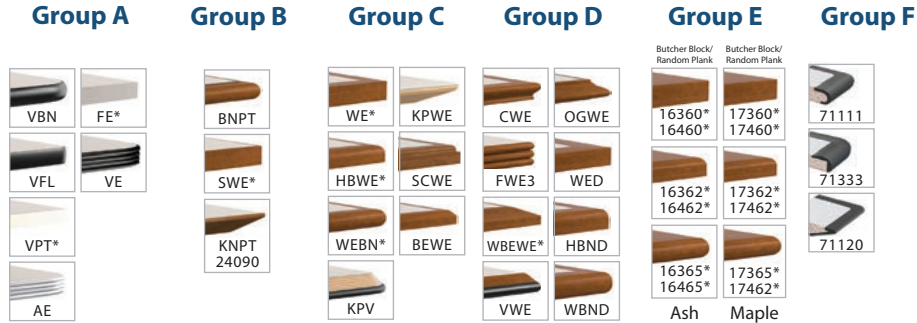 Group A
Group B
Group C
Group D
Group E
Group F
Butcher Block/
Random Plank
Butcher Block/
Random Plank
VBN
FE*
VFL
VE
VPT*
AE
BNPT
SWE*
KNPT
24090
WE*
KPWE
HBWE*
SCWE
WEBN*
BEWE
KPV
CWE
OGWE
FWE3
WED
WBEWE*
HBND
VWE
WBND
16360*
16460*
17360*
17460*
16362*
16462*
17362*
17462*
16365*
16465*
17365*
17462*
Ash
Maple
71111
71333
71120